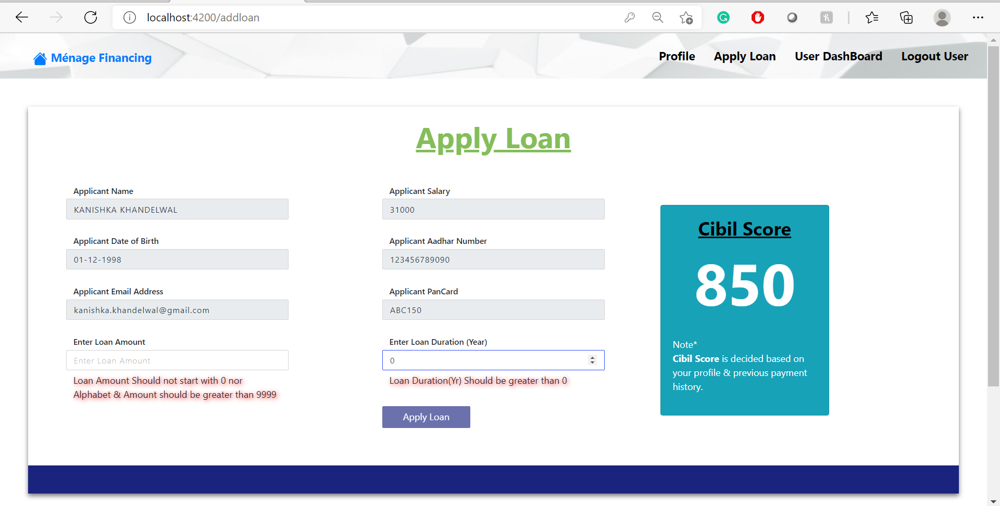 localhost:4200/addloan
Ménage Financing
Profile
Apply Loan
User DashBoard
Logout User
Apply Loan
Applicant Name
KANISHKA KHANDELWAL
Applicant Salary
31000
Applicant Date of Birth
01-12-1998
Applicant Aadhar Number
123456789090
Applicant Email Address
kanishka.khandelwal@gmail.com
Applicant PanCard
ABC150
Enter Loan Amount
Enter Loan Amount
Loan Amount Should not start with 0 nor
Alphabet & Amount should be greater than 9999
Enter Loan Duration (Year)
0
Loan Duration(Yr) Should be greater than 0
Apply Loan
Cibil Score
850
Note*
Cibil Score is decided based on
your profile & previous payment
history.